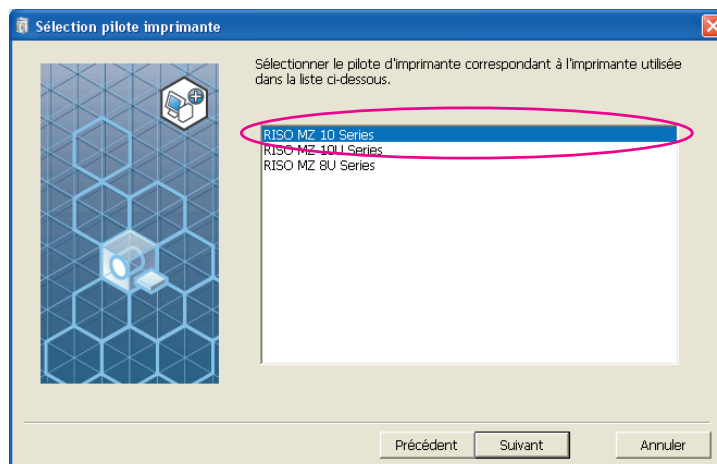 Sélection pilote imprimante
Sélectionner le pilote d'imprimante correspondant à l'imprimante utilisée
dans la liste ci-dessous.
RISO MZ 10 Series
RISO MZ 10U Series
RISO MZ 8U Series
Précédent
Suivant
Annuler